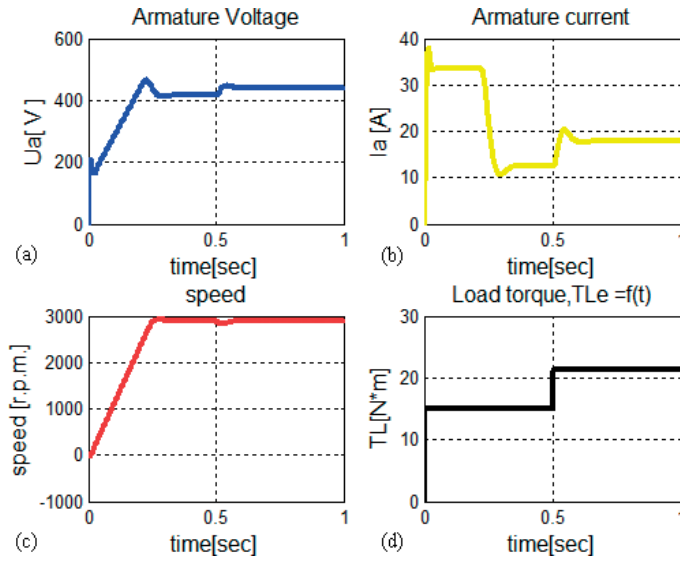 Armature Voltage
600
400
200
0
Ua[ V ]
0
0.5
1
time[sec]
(a)
Armature current
40
30
20
10
0
Ia [A]
0
0.5
1
time[sec]
(b)
speed
3000
2000
1000
0
-1000
speed [r.p.m.]
0
0.5
1
time[sec]
(c)
Load torque,TLe =f(t)
30
20
10
0
TL[N*m]
0
0.5
1
time[sec]
(d)